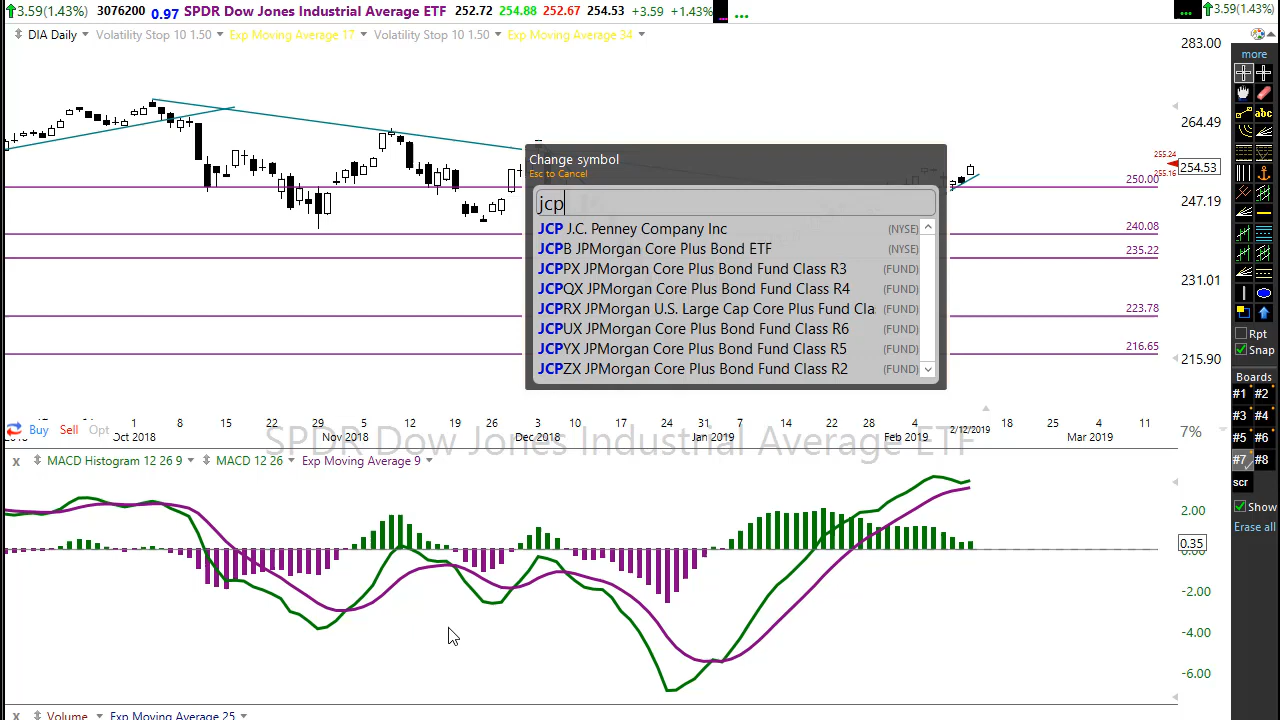 3.59(1.43%) 3076200 0.97 SPDR Dow Jones Industrial Average ETF 252.72 254.88 252.67 254.53 +3.59 +1.43% ... ... 3.59(1.43%)
DIA Daily Volatility Stop 10 1.50 Exp Moving Average 17 Volatility Stop 10 1.50 Exp Moving Average 34
283.00
264.49
255.24
254.53
255.16
250.00
247.19
240.08
235.22
231.01
223.78
216.65
215.90
Change symbol
Esc to Cancel
jcp
JCP J.C. Penney Company Inc (NYSE)
JCPB JPMorgan Core Plus Bond ETF (NYSE)
JCPPX JPMorgan Core Plus Bond Fund Class R3 (FUND)
JCPQX JPMorgan Core Plus Bond Fund Class R4 (FUND)
JCPRX JPMorgan U.S. Large Cap Core Plus Fund Cla (FUND)
JCPUX JPMorgan Core Plus Bond Fund Class R6 (FUND)
JCPYX JPMorgan Core Plus Bond Fund Class R5 (FUND)
JCPZX JPMorgan Core Plus Bond Fund Class R2 (FUND)
more
abc
Rpt
Snap
Boards
#1 #2
#3 #4
#5 #6
#7 #8
scr
Show
Erase all
Buy Sell Opt
8 15 22 29 5 12 19 26 10 17 24 31 7 14 22 28 2/12/2019 18 25 4 11
Oct 2018 Nov 2018 Dec 2018 Jan 2019 Feb 2019 Mar 2019
7%
SPDR Dow Jones Industrial Average ETF
x MACD Histogram 12 26 9 MACD 12 26 Exp Moving Average 9
2.00
0.35
-2.00
-4.00
-6.00
x Volume Exp Moving Average 25